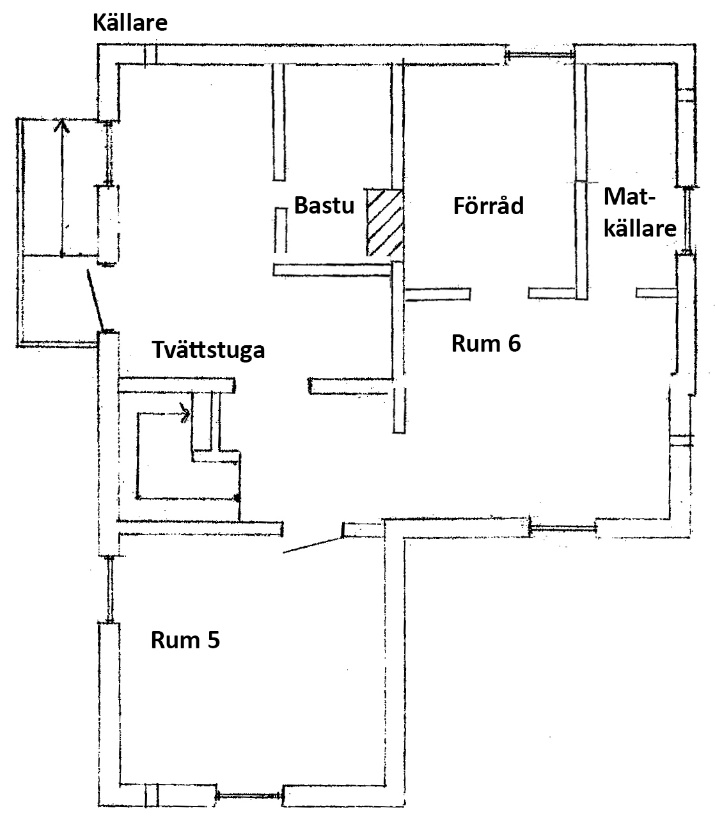 Källare
Bastu
Förråd
Mat-
källare
Tvättstuga
Rum 6
Rum 5